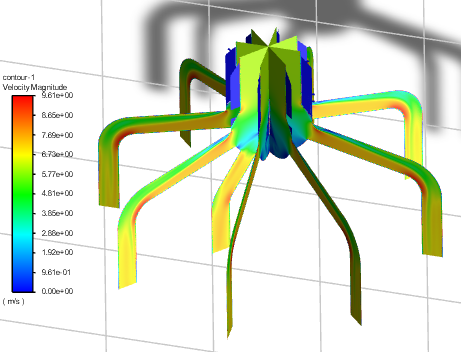 contour-1
Velocity Magnitude
9.61e+00
8.65e+00
7.69e+00
6.73e+00
5.77e+00
4.81e+00
3.85e+00
2.88e+00
1.92e+00
9.61e-01
0.00e+00
( m/s )